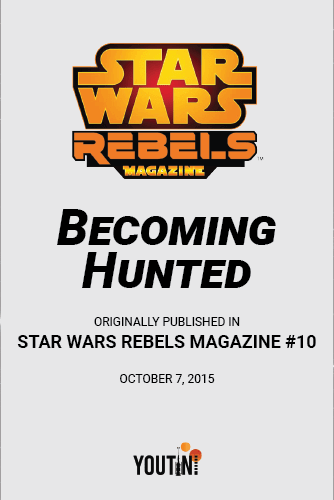 STAR
WARS
REBELS
MAGAZINE
BECOMING
HUNTED
ORIGINALLY PUBLISHED IN
STAR WARS REBELS MAGAZINE #10
OCTOBER 7, 2015
YOUTINI